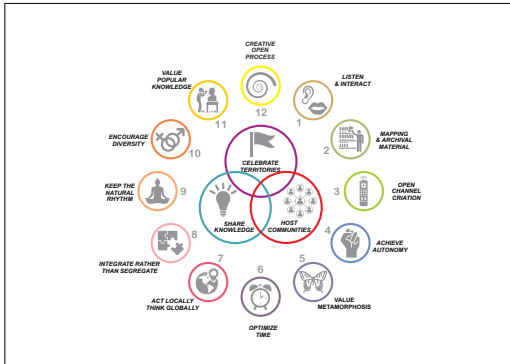 CREATIVE
OPEN
PROCESS
12
LISTEN
& INTERACT
1
MAPPING
& ARCHIVAL
MATERIAL
2
OPEN
CHANNEL
CRIATION
3
ACHIEVE
AUTONOMY
4
VALUE
METAMORPHOSIS
5
OPTIMIZE
TIME
6
ACT LOCALLY
THINK GLOBALLY
7
INTEGRATE RATHER
THAN SEGREGATE
8
KEEP THE
NATURAL
RHYTHM
9
ENCOURAGE
DIVERSITY
10
VALUE
POPULAR
KNOWLEDGE
11
CELEBRATE
TERRITORIES
SHARE
KNOWLEDGE
HOST
COMMUNITIES